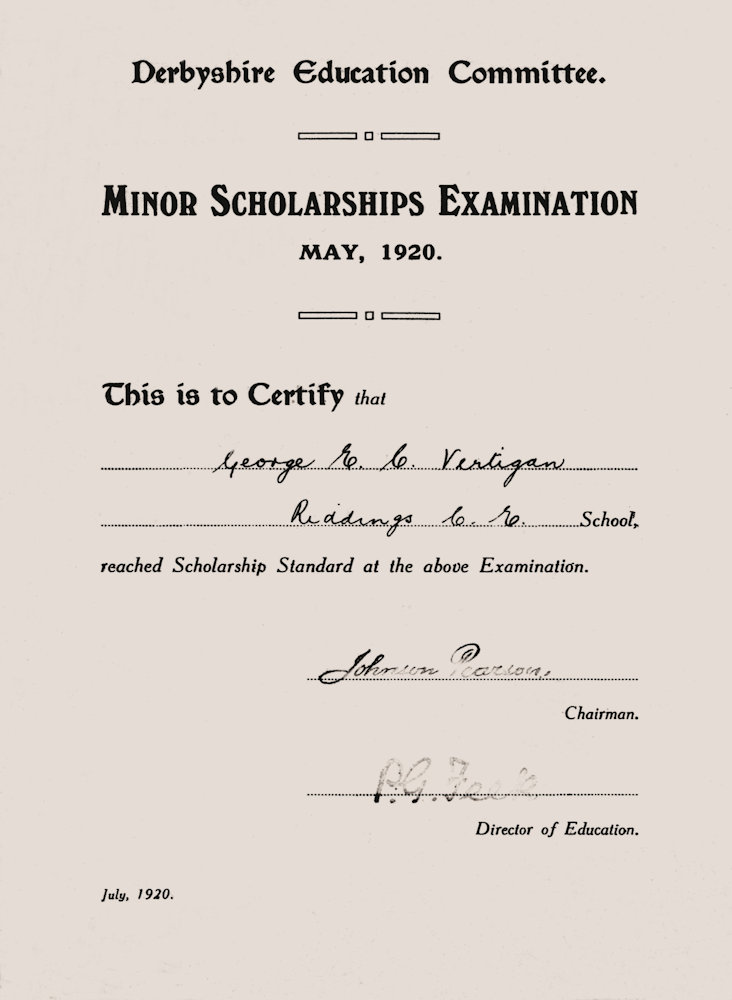 Derbyshire Education Committee.
MINOR SCHOLARSHIPS EXAMINATION
MAY, 1920.
This is to Certify that
George E. C. Vertigan
Riddings C. E. School,
reached Scholarship Standard at the above Examination.
Johnson Pearson.
Chairman.
P. G. Feek
Director of Education.
July, 1920.